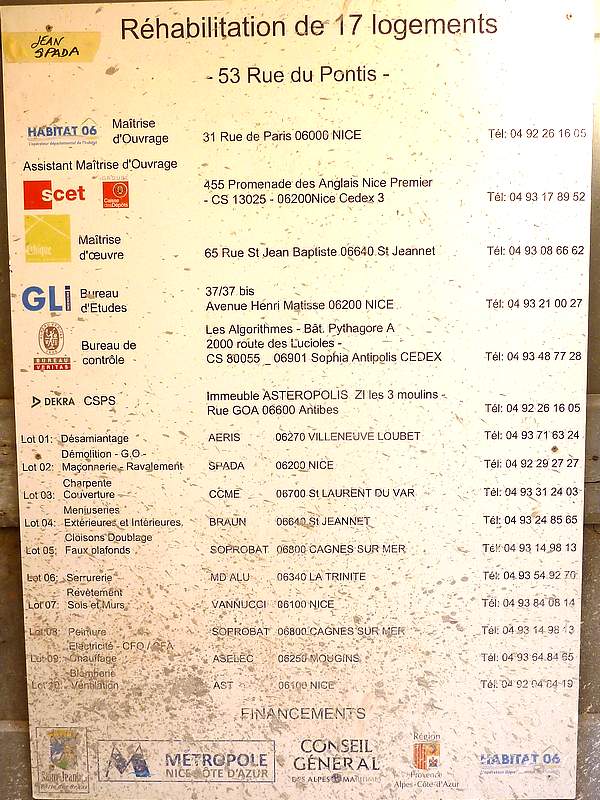 JEAN
SPADA
Réhabilitation de 17 logements
- 53 Rue du Pontis -
HABITAT 06
Maîtrise
d'Ouvrage
31 Rue de Paris 06000 NICE
Tél: 04 92 26 16 05
Assistant Maîtrise d'Ouvrage
scet
GROUPE
Caisse
des Dépôts
455 Promenade des Anglais Nice Premier
- CS 13025 - 06200Nice Cedex 3
Tél: 04 93 17 89 52
Ethique
Maîtrise
d'œuvre
65 Rue St Jean Baptiste 06640 St Jeannet
Tél: 04 93 08 66 62
GLi
Bureau
d'Etudes
37/37 bis
Avenue Henri Matisse 06200 NICE
Tél: 04 93 21 00 27
BUREAU
VERITAS
Bureau de
contrôle
Les Algorithmes - Bât. Pythagore A
2000 route des Lucioles -
CS 80055 _ 06901 Sophia Antipolis CEDEX
Tél: 04 93 48 77 28
DEKRA CSPS
Immeuble ASTEROPOLIS ZI les 3 moulins -
Rue GOA 06600 Antibes
Tél: 04 92 26 16 05
Lot 01: Désamiantage AERIS 06270 VILLENEUVE LOUBET Tél: 04 93 71 63 24
Démolition - G.O -
Lot 02: Maçonnerie - Ravalement SPADA 06200 NICE Tél: 04 92 29 27 27
Charpente
Lot 03: Couverture CCME 06700 St LAURENT DU VAR Tél: 04 93 31 24 03
Menuiseries
Lot 04: Extérieures et Intérieures, BRAUN 06640 St JEANNET Tél: 04 93 24 85 65
Cloisons Doublage
Lot 05: Faux plafonds SOPROBAT 06800 CAGNES SUR MER Tél: 04 93 14 98 13
Lot 06: Serrurerie MD ALU 06340 LA TRINITE Tél: 04 93 54 92 70
Revêtement
Lot 07: Sols et Murs VANNUCCI 06100 NICE Tél: 04 93 84 08 14
Lot 08: Peinture SOPROBAT 06800 CAGNES SUR MER Tél: 04 93 14 98 13
Electricité - CFO / CFA
Lot 09: Chauffage ASELEC 06250 MOUGINS Tél: 04 93 64 84 65
Plomberie
Lot 10: Ventilation AST 06100 NICE Tél: 04 92 04 84 19
FINANCEMENTS
Saint-Jeannet
MÉTROPOLE
NICE CÔTE D'AZUR
CONSEIL
GÉNÉRAL
DES ALPES MARITIMES
Région
Provence
Alpes-Côte d'Azur
HABITAT 06